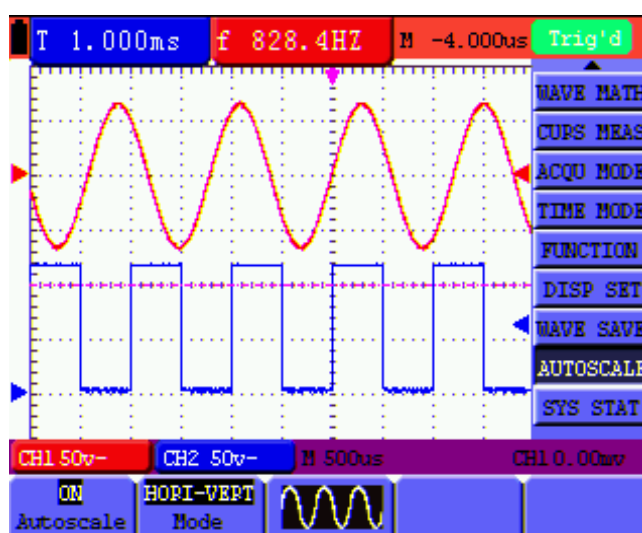 T 1.000ms f 828.4HZ M -4.000us Trig'd
WAVE MATH
CURS MEAS
ACQU MODE
TIME MODE
FUNCTION
DISP SET
WAVE SAVE
AUTOSCALE
SYS STAT
CH1 50v~ CH2 50v~ M 500us CH1 0.00mv
ON
Autoscale
HORI-VERT
Mode